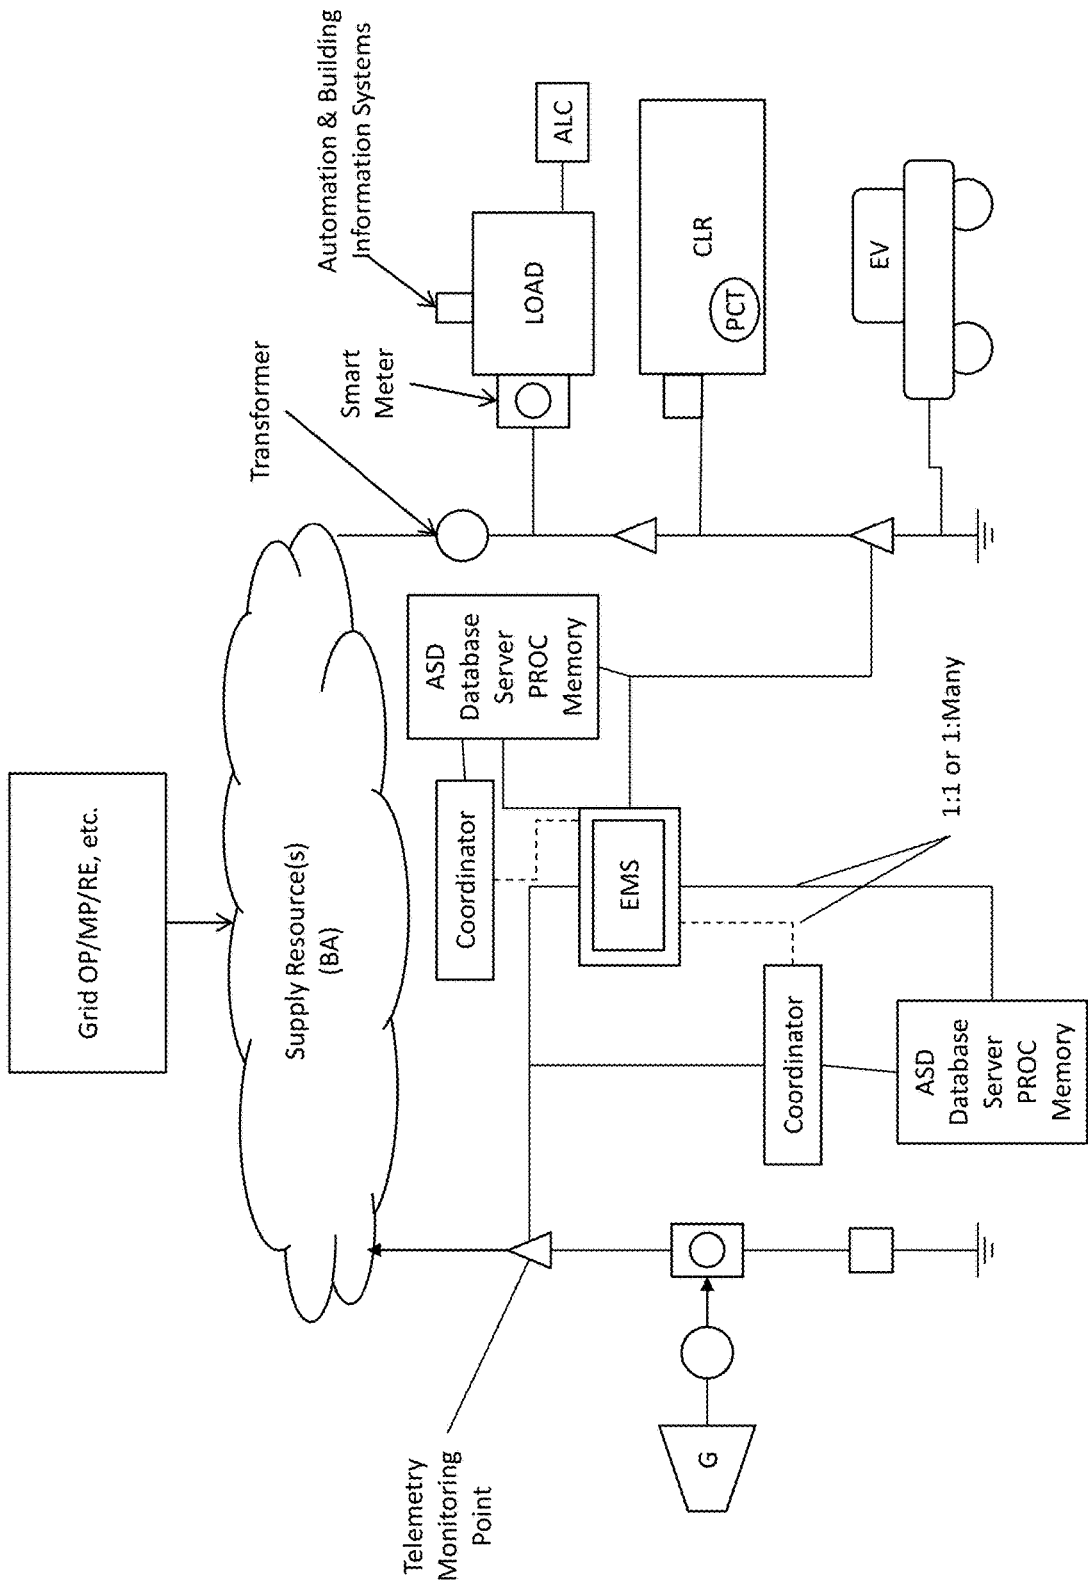 Grid OP/MP/RE, etc.
Supply Resource(s)
(BA)
Telemetry
Monitoring
Point
G
Coordinator
ASD
Database
Server
PROC
Memory
EMS
1:1 or 1:Many
Coordinator
ASD
Database
Server
PROC
Memory
Transformer
Smart
Meter
Automation & Building
Information Systems
LOAD
ALC
CLR
PCT
EV